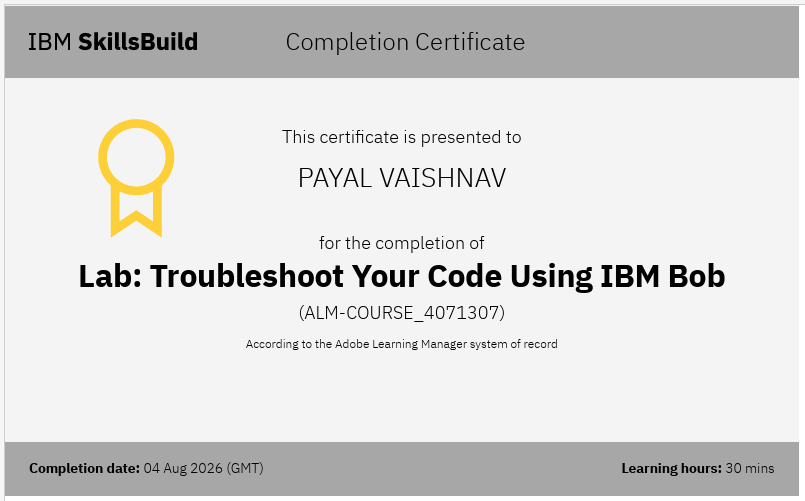 IBM SkillsBuild
Completion Certificate
This certificate is presented to
PAYAL VAISHNAV
for the completion of
Lab: Troubleshoot Your Code Using IBM Bob
(ALM-COURSE_4071307)
According to the Adobe Learning Manager system of record
Completion date: 04 Aug 2026 (GMT)
Learning hours: 30 mins